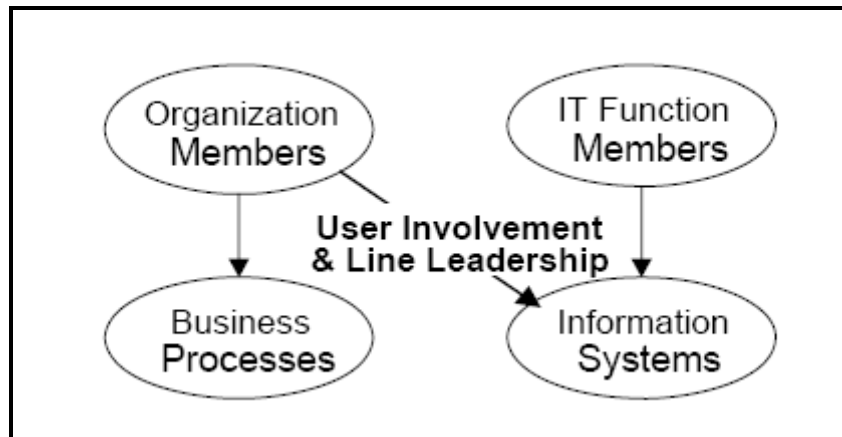 Organization
Members
IT Function
Members
User Involvement
& Line Leadership
Business
Processes
Information
Systems